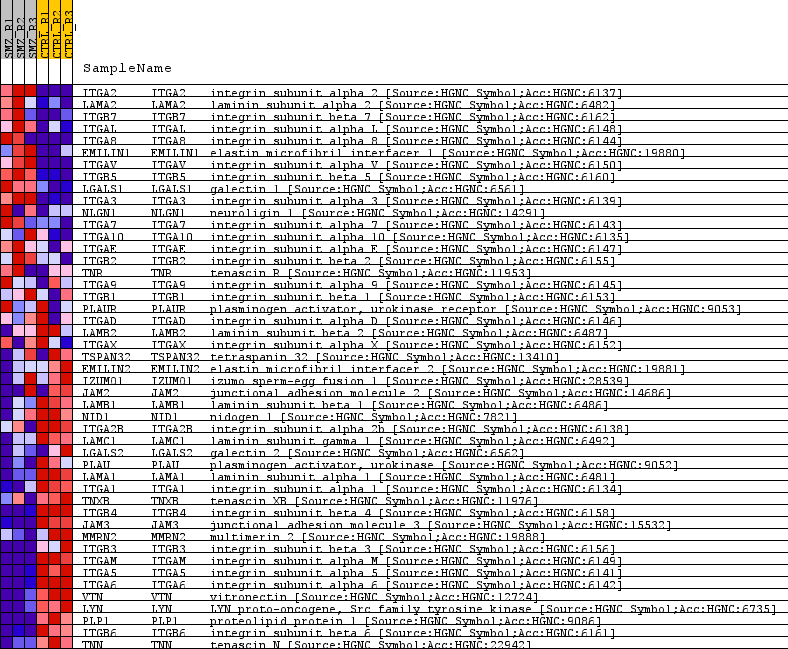 SMZ_R1
SMZ_R2
SMZ_R3
CTRL_R1
CTRL_R2
CTRL_R3
SampleName
ITGA2 ITGA2 integrin subunit alpha 2 [Source:HGNC Symbol;Acc:HGNC:6137]
LAMA2 LAMA2 laminin subunit alpha 2 [Source:HGNC Symbol;Acc:HGNC:6482]
ITGB7 ITGB7 integrin subunit beta 7 [Source:HGNC Symbol;Acc:HGNC:6162]
ITGAL ITGAL integrin subunit alpha L [Source:HGNC Symbol;Acc:HGNC:6148]
ITGA8 ITGA8 integrin subunit alpha 8 [Source:HGNC Symbol;Acc:HGNC:6144]
EMILIN1 EMILIN1 elastin microfibril interfacer 1 [Source:HGNC Symbol;Acc:HGNC:19880]
ITGAV ITGAV integrin subunit alpha V [Source:HGNC Symbol;Acc:HGNC:6150]
ITGB5 ITGB5 integrin subunit beta 5 [Source:HGNC Symbol;Acc:HGNC:6160]
LGALS1 LGALS1 galectin 1 [Source:HGNC Symbol;Acc:HGNC:6561]
ITGA3 ITGA3 integrin subunit alpha 3 [Source:HGNC Symbol;Acc:HGNC:6139]
NLGN1 NLGN1 neuroligin 1 [Source:HGNC Symbol;Acc:HGNC:14291]
ITGA7 ITGA7 integrin subunit alpha 7 [Source:HGNC Symbol;Acc:HGNC:6143]
ITGA10 ITGA10 integrin subunit alpha 10 [Source:HGNC Symbol;Acc:HGNC:6135]
ITGAE ITGAE integrin subunit alpha E [Source:HGNC Symbol;Acc:HGNC:6147]
ITGB2 ITGB2 integrin subunit beta 2 [Source:HGNC Symbol;Acc:HGNC:6155]
TNR TNR tenascin R [Source:HGNC Symbol;Acc:HGNC:11953]
ITGA9 ITGA9 integrin subunit alpha 9 [Source:HGNC Symbol;Acc:HGNC:6145]
ITGB1 ITGB1 integrin subunit beta 1 [Source:HGNC Symbol;Acc:HGNC:6153]
PLAUR PLAUR plasminogen activator, urokinase receptor [Source:HGNC Symbol;Acc:HGNC:9053]
ITGAD ITGAD integrin subunit alpha D [Source:HGNC Symbol;Acc:HGNC:6146]
LAMB2 LAMB2 laminin subunit beta 2 [Source:HGNC Symbol;Acc:HGNC:6487]
ITGAX ITGAX integrin subunit alpha X [Source:HGNC Symbol;Acc:HGNC:6152]
TSPAN32 TSPAN32 tetraspanin 32 [Source:HGNC Symbol;Acc:HGNC:13410]
EMILIN2 EMILIN2 elastin microfibril interfacer 2 [Source:HGNC Symbol;Acc:HGNC:19881]
IZUMO1 IZUMO1 izumo sperm-egg fusion 1 [Source:HGNC Symbol;Acc:HGNC:28539]
JAM2 JAM2 junctional adhesion molecule 2 [Source:HGNC Symbol;Acc:HGNC:14686]
LAMB1 LAMB1 laminin subunit beta 1 [Source:HGNC Symbol;Acc:HGNC:6486]
NID1 NID1 nidogen 1 [Source:HGNC Symbol;Acc:HGNC:7821]
ITGA2B ITGA2B integrin subunit alpha 2b [Source:HGNC Symbol;Acc:HGNC:6138]
LAMC1 LAMC1 laminin subunit gamma 1 [Source:HGNC Symbol;Acc:HGNC:6492]
LGALS2 LGALS2 galectin 2 [Source:HGNC Symbol;Acc:HGNC:6562]
PLAU PLAU plasminogen activator, urokinase [Source:HGNC Symbol;Acc:HGNC:9052]
LAMA1 LAMA1 laminin subunit alpha 1 [Source:HGNC Symbol;Acc:HGNC:6481]
ITGA1 ITGA1 integrin subunit alpha 1 [Source:HGNC Symbol;Acc:HGNC:6134]
TNXB TNXB tenascin XB [Source:HGNC Symbol;Acc:HGNC:11976]
ITGB4 ITGB4 integrin subunit beta 4 [Source:HGNC Symbol;Acc:HGNC:6158]
JAM3 JAM3 junctional adhesion molecule 3 [Source:HGNC Symbol;Acc:HGNC:15532]
MMRN2 MMRN2 multimerin 2 [Source:HGNC Symbol;Acc:HGNC:19888]
ITGB3 ITGB3 integrin subunit beta 3 [Source:HGNC Symbol;Acc:HGNC:6156]
ITGAM ITGAM integrin subunit alpha M [Source:HGNC Symbol;Acc:HGNC:6149]
ITGA5 ITGA5 integrin subunit alpha 5 [Source:HGNC Symbol;Acc:HGNC:6141]
ITGA6 ITGA6 integrin subunit alpha 6 [Source:HGNC Symbol;Acc:HGNC:6142]
VTN VTN vitronectin [Source:HGNC Symbol;Acc:HGNC:12724]
LYN LYN LYN proto-oncogene, Src family tyrosine kinase [Source:HGNC Symbol;Acc:HGNC:6735]
PLP1 PLP1 proteolipid protein 1 [Source:HGNC Symbol;Acc:HGNC:9086]
ITGB6 ITGB6 integrin subunit beta 6 [Source:HGNC Symbol;Acc:HGNC:6161]
TNN TNN tenascin N [Source:HGNC Symbol;Acc:HGNC:22942]